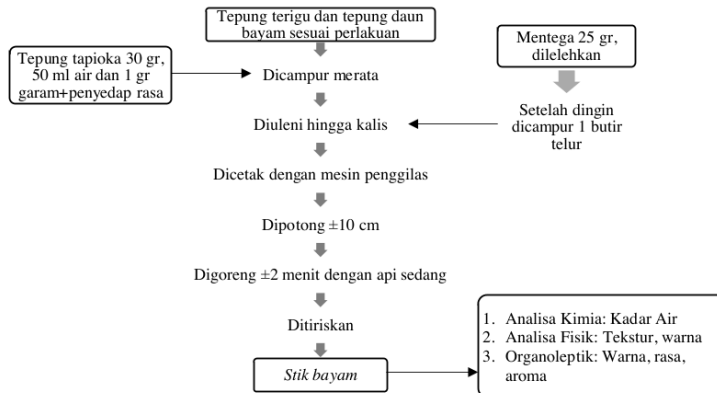 Tepung terigu dan tepung daun
bayam sesuai perlakuan
Tepung tapioka 30 gr,
50 ml air dan 1 gr
garam+penyedap rasa
Mentega 25 gr,
dilelehkan
Dicampur merata
Setelah dingin
dicampur 1 butir
telur
Diuleni hingga kalis
Dicetak dengan mesin penggilas
Dipotong ±10 cm
Digoreng ±2 menit dengan api sedang
Ditiriskan
Stik bayam
1. Analisa Kimia: Kadar Air
2. Analisa Fisik: Tekstur, warna
3. Organoleptik: Warna, rasa,
aroma